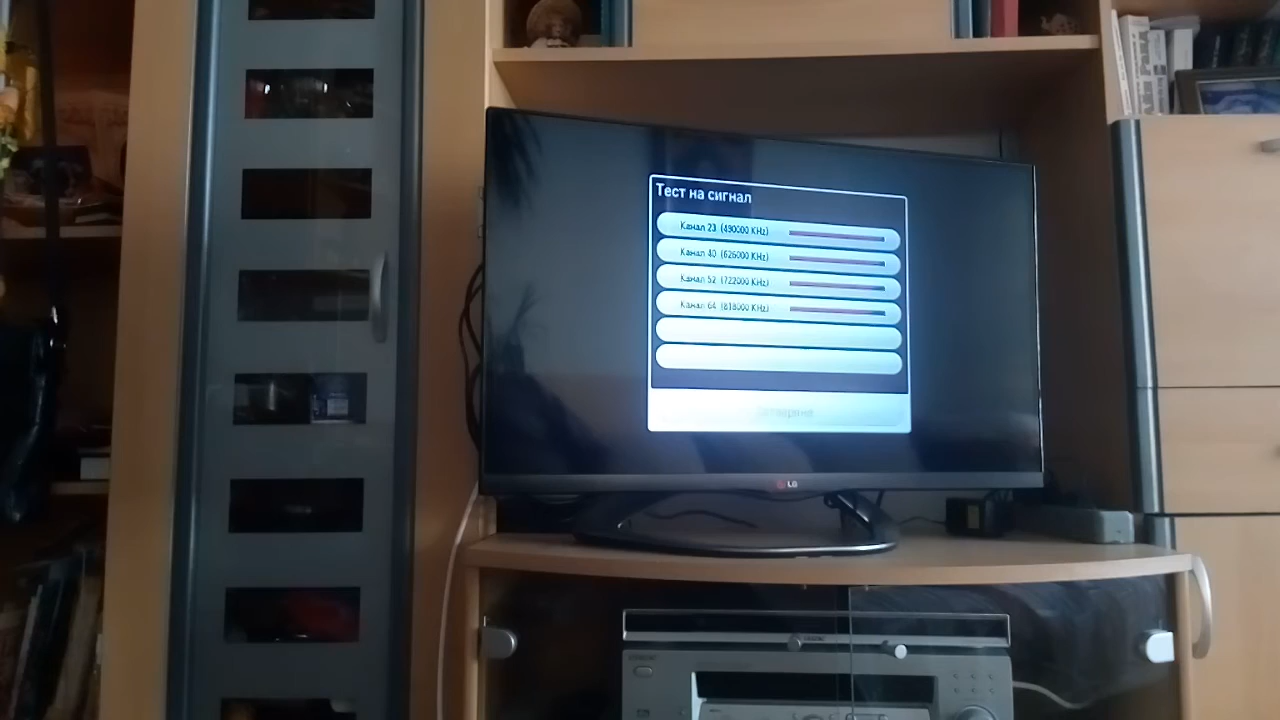 Тест на сигнал
Канал 23 (490000 KHz)
Канал 40 (626000 KHz)
Канал 52 (722000 KHz)
Канал 64 (818000 KHz)
LG